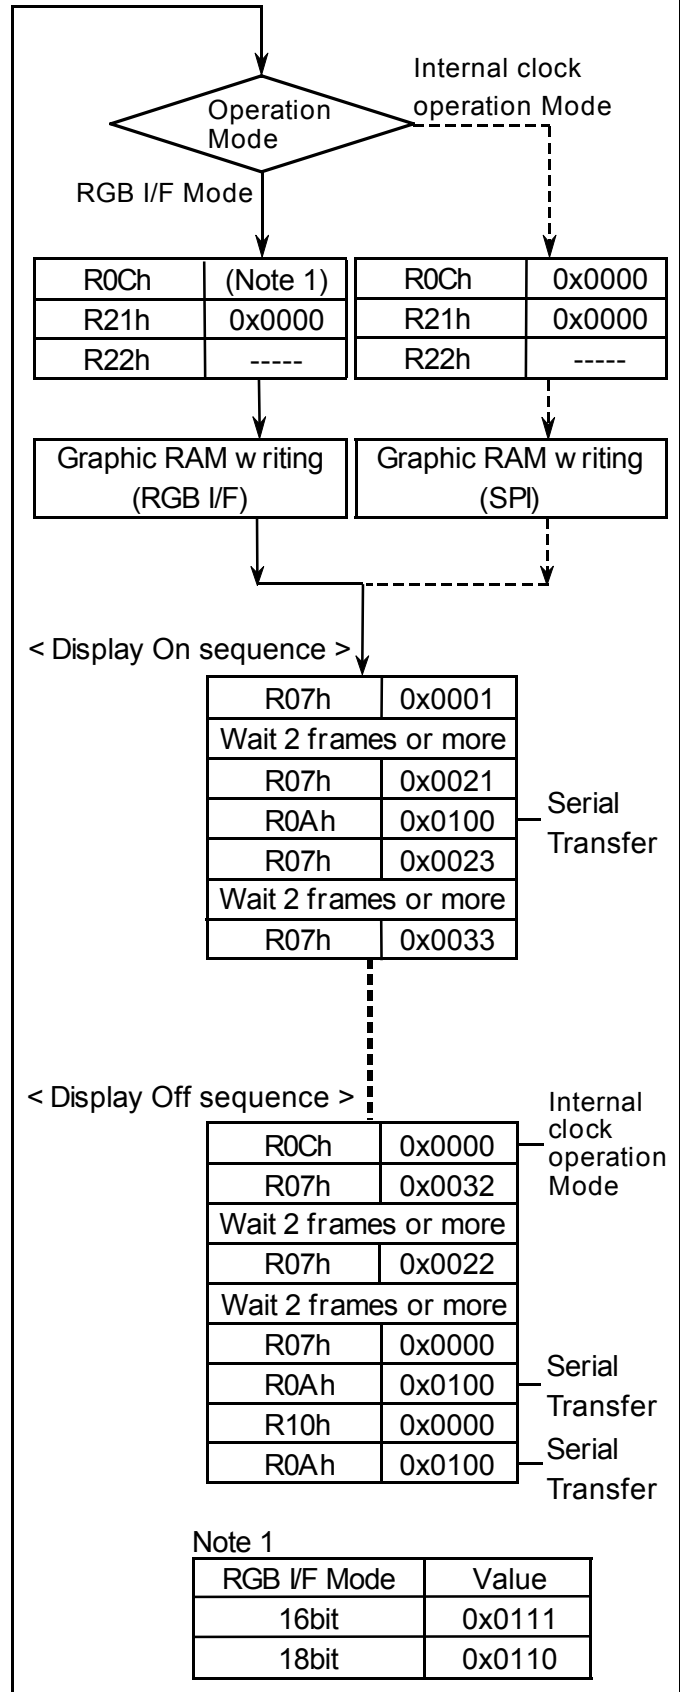 Internal clock
operation Mode
Operation
Mode
RGB I/F Mode
R0Ch (Note 1)
R21h 0x0000
R22h -----
R0Ch 0x0000
R21h 0x0000
R22h -----
Graphic RAM w riting
(RGB I/F)
Graphic RAM w riting
(SPI)
< Display On sequence >
R07h 0x0001
Wait 2 frames or more
R07h 0x0021
R0Ah 0x0100
Serial
Transfer
R07h 0x0023
Wait 2 frames or more
R07h 0x0033
< Display Off sequence >
R0Ch 0x0000
Internal
clock
operation
Mode
R07h 0x0032
Wait 2 frames or more
R07h 0x0022
Wait 2 frames or more
R07h 0x0000
R0Ah 0x0100
Serial
Transfer
R10h 0x0000
R0Ah 0x0100
Serial
Transfer
Note 1
RGB I/F Mode Value
16bit 0x0111
18bit 0x0110